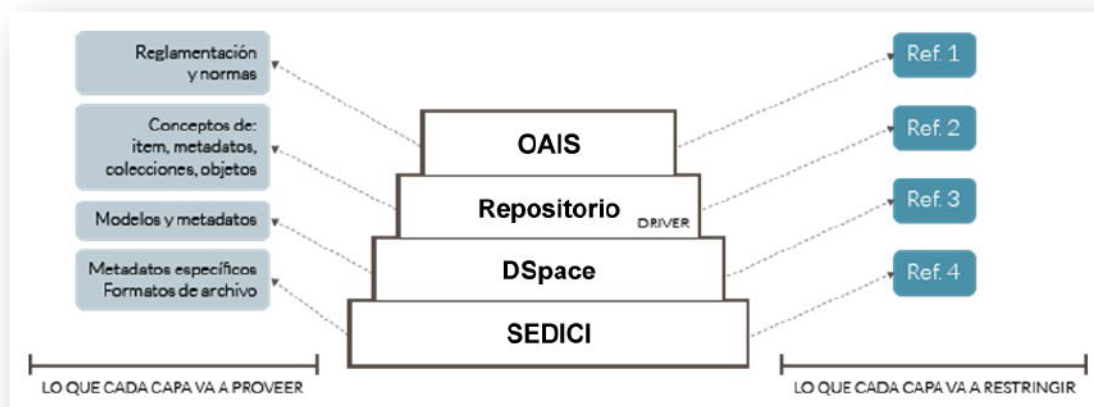 Reglamentación
y normas
Conceptos de:
item, metadatos,
colecciones, objetos
Modelos y metadatos
Metadatos específicos
Formatos de archivo
OAIS
Repositorio
DRIVER
DSpace
SEDICI
Ref. 1
Ref. 2
Ref. 3
Ref. 4
LO QUE CADA CAPA VA A PROVEER
LO QUE CADA CAPA VA A RESTRINGIR